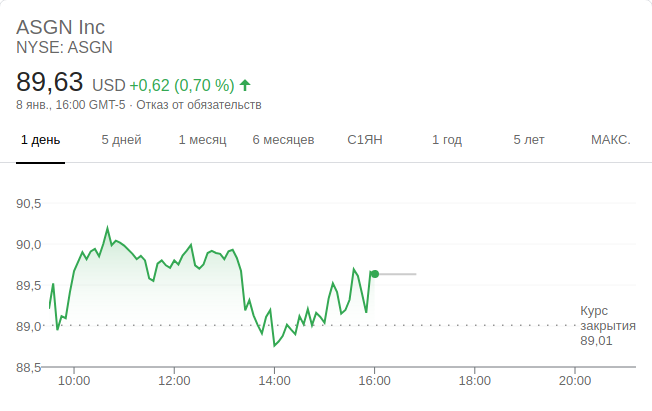 ASGN Inc
NYSE: ASGN
89,63 USD +0,62 (0,70 %)
8 янв., 16:00 GMT-5 · Отказ от обязательств
1 день 5 дней 1 месяц 6 месяцев С1ЯН 1 год 5 лет МАКС.
90,5
90,0
89,5
89,0
88,5
Курс
закрытия
89,01
10:00 12:00 14:00 16:00 18:00 20:00